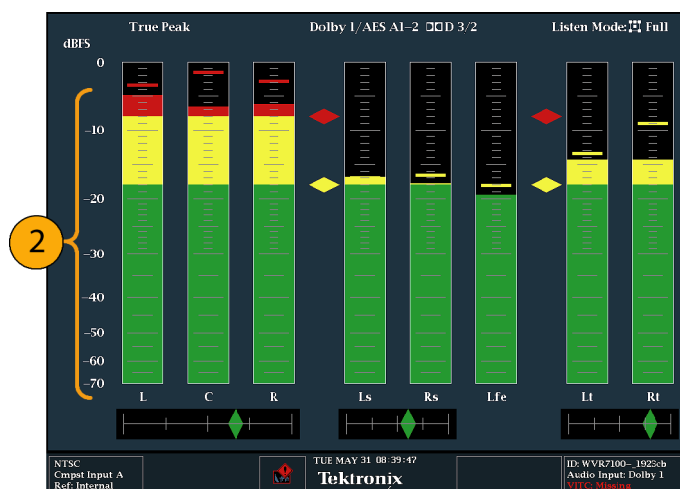 True Peak
Dolby 1/AES A1-2 DD D 3/2
Listen Mode: Full
dBFS
0
-10
-20
-30
-40
-50
-60
-70
2
L
C
R
Ls
Rs
Lfe
Lt
Rt
NTSC
Cmpst Input A
Ref: Internal
TUE MAY 31 08:39:47
Tektronix
ID: WVR7100-_1923cb
Audio Input: Dolby 1
VITC: Missing